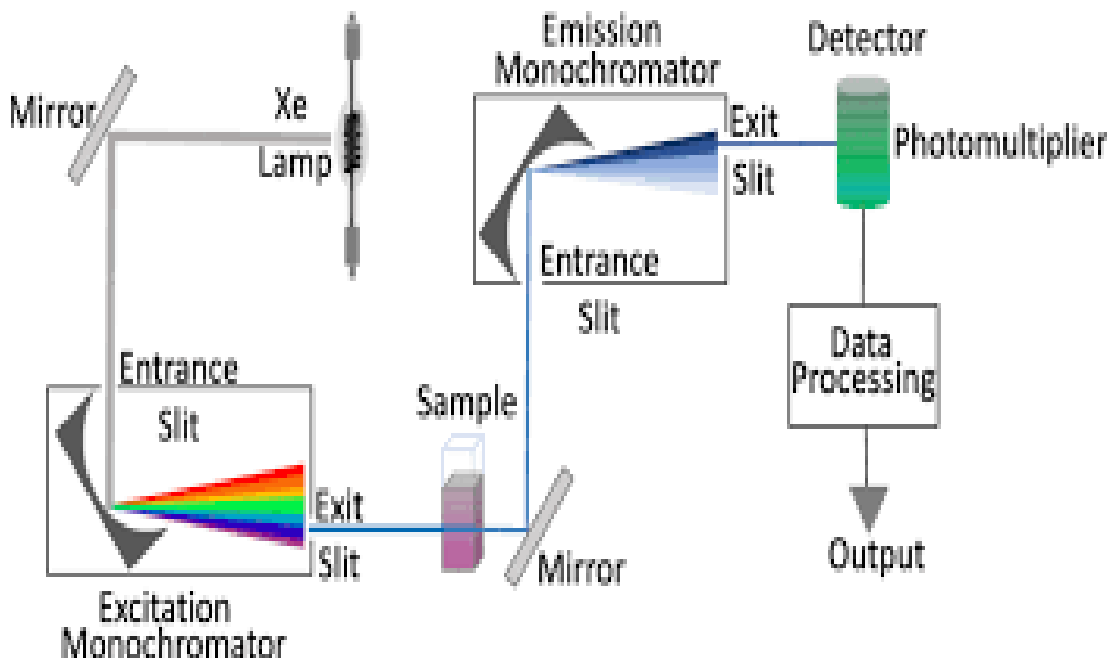 Emission
Monochromator
Detector
Mirror
Xe
Lamp
Exit
Slit
Photomultiplier
Entrance
Slit
Data
Processing
Entrance
Slit
Sample
Exit
Slit
Mirror
Output
Excitation
Monochromator